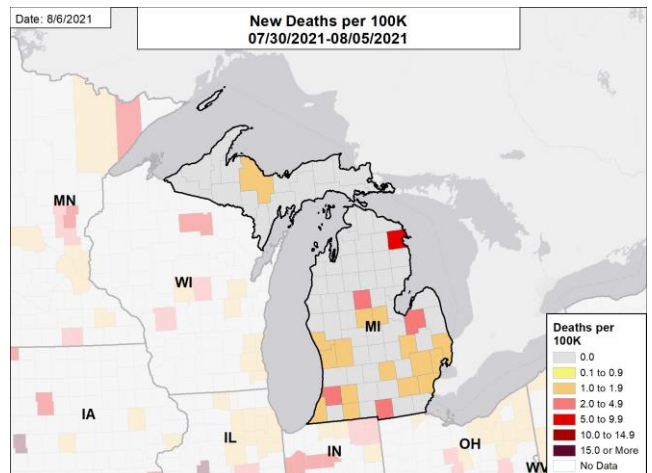 Date: 8/6/2021
New Deaths per 100K
07/30/2021-08/05/2021
MN
WI
MI
IA
IL
IN
OH
WV
Deaths per
100K
0.0
0.1 to 0.9
1.0 to 1.9
2.0 to 4.9
5.0 to 9.9
10.0 to 14.9
15.0 or More
No Data